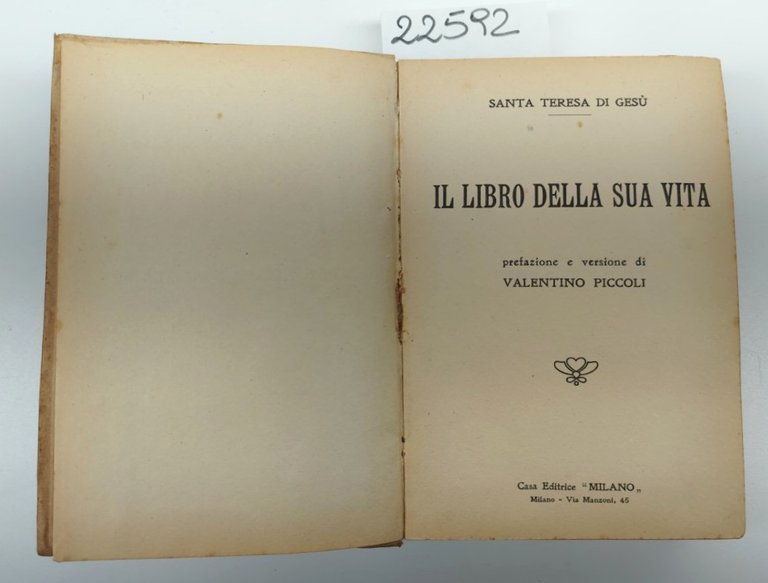 22592
SANTA TERESA DI GESÙ
IL LIBRO DELLA SUA VITA
prefazione e versione di
VALENTINO PICCOLI
Casa Editrice "MILANO„
Milano - Via Manzoni, 45